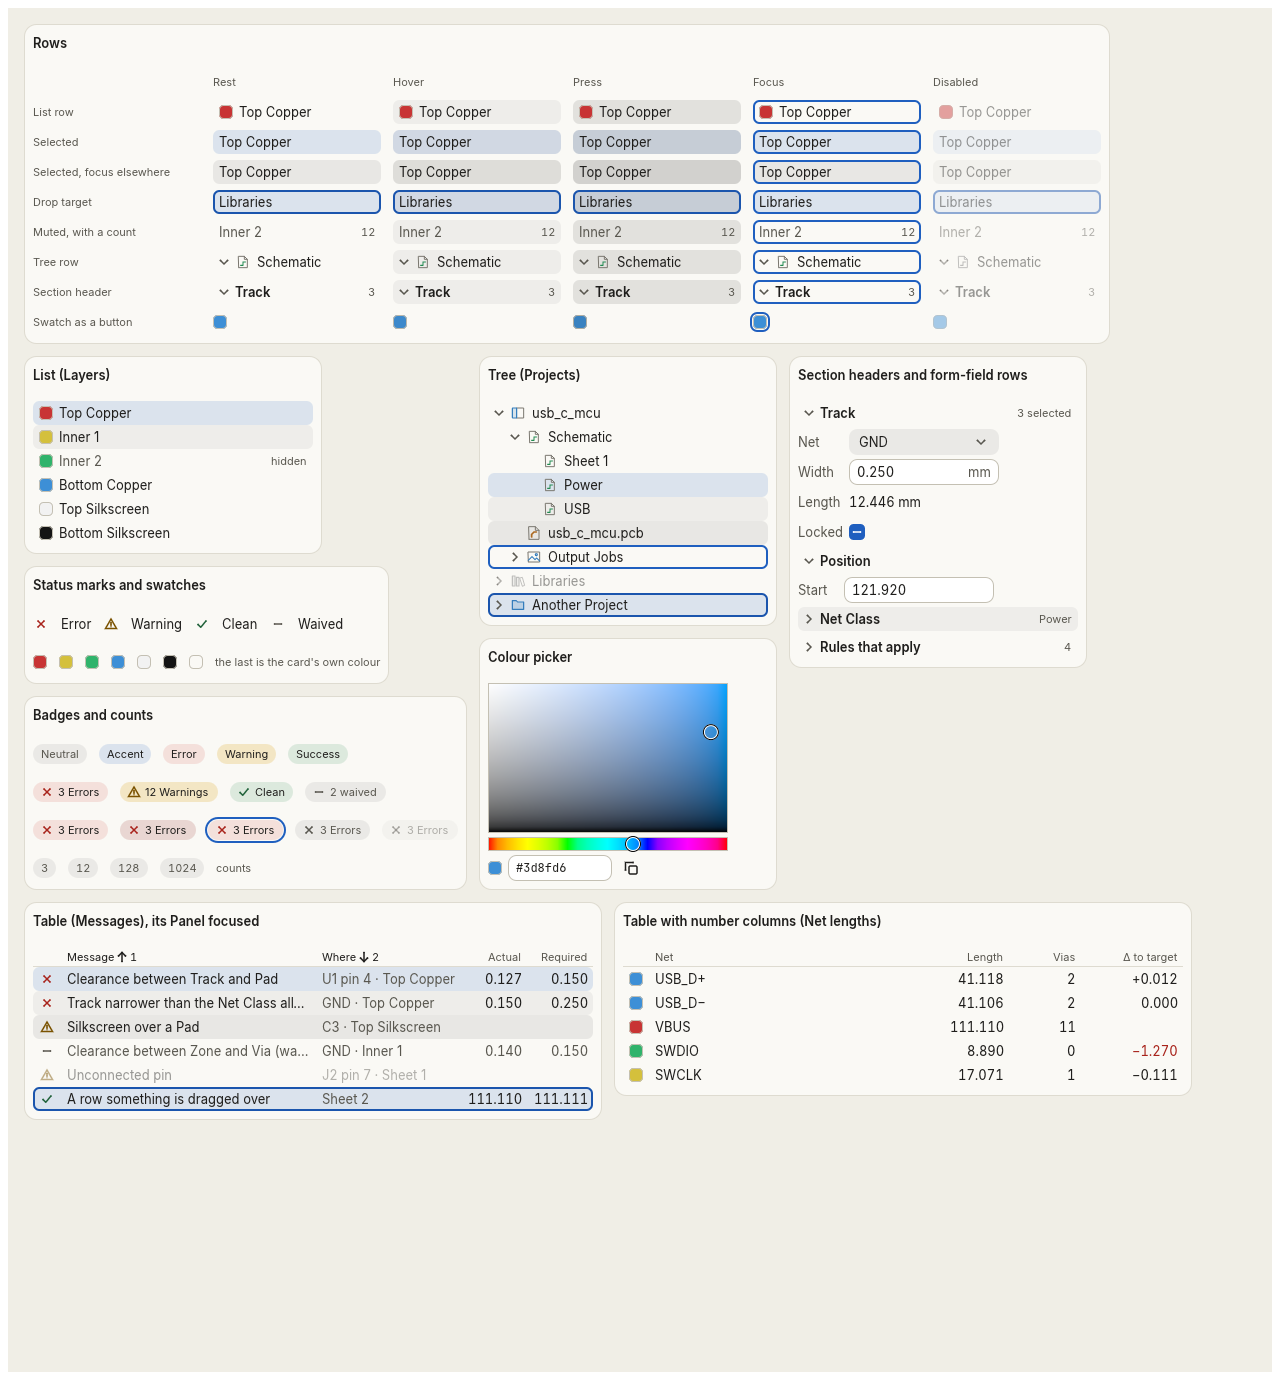 Rows
Rest Hover Press Focus Disabled
List row Top Copper Top Copper Top Copper Top Copper Top Copper
Selected Top Copper Top Copper Top Copper Top Copper Top Copper
Selected, focus elsewhere Top Copper Top Copper Top Copper Top Copper Top Copper
Drop target Libraries Libraries Libraries Libraries Libraries
Muted, with a count Inner 2 12 Inner 2 12 Inner 2 12 Inner 2 12 Inner 2 12
Tree row Schematic Schematic Schematic Schematic Schematic
Section header Track 3 Track 3 Track 3 Track 3 Track 3
Swatch as a button
List (Layers)
Top Copper
Inner 1
Inner 2 hidden
Bottom Copper
Top Silkscreen
Bottom Silkscreen
Status marks and swatches
Error Warning Clean Waived
the last is the card's own colour
Badges and counts
Neutral Accent Error Warning Success
3 Errors 12 Warnings Clean 2 waived
3 Errors 3 Errors 3 Errors 3 Errors 3 Errors
3 12 128 1024 counts
Tree (Projects)
usb_c_mcu
Schematic
Sheet 1
Power
USB
usb_c_mcu.pcb
Output Jobs
Libraries
Another Project
Colour picker
#3d8fd6
Section headers and form-field rows
Track 3 selected
Net GND
Width 0.250 mm
Length 12.446 mm
Locked
Position
Start 121.920
Net Class Power
Rules that apply 4
Table (Messages), its Panel focused
Message 1 Where 2 Actual Required
Clearance between Track and Pad U1 pin 4 · Top Copper 0.127 0.150
Track narrower than the Net Class all… GND · Top Copper 0.150 0.250
Silkscreen over a Pad C3 · Top Silkscreen
Clearance between Zone and Via (wa… GND · Inner 1 0.140 0.150
Unconnected pin J2 pin 7 · Sheet 1
A row something is dragged over Sheet 2 111.110 111.111
Table with number columns (Net lengths)
Net Length Vias Δ to target
USB_D+ 41.118 2 +0.012
USB_D− 41.106 2 0.000
VBUS 111.110 11
SWDIO 8.890 0 −1.270
SWCLK 17.071 1 −0.111